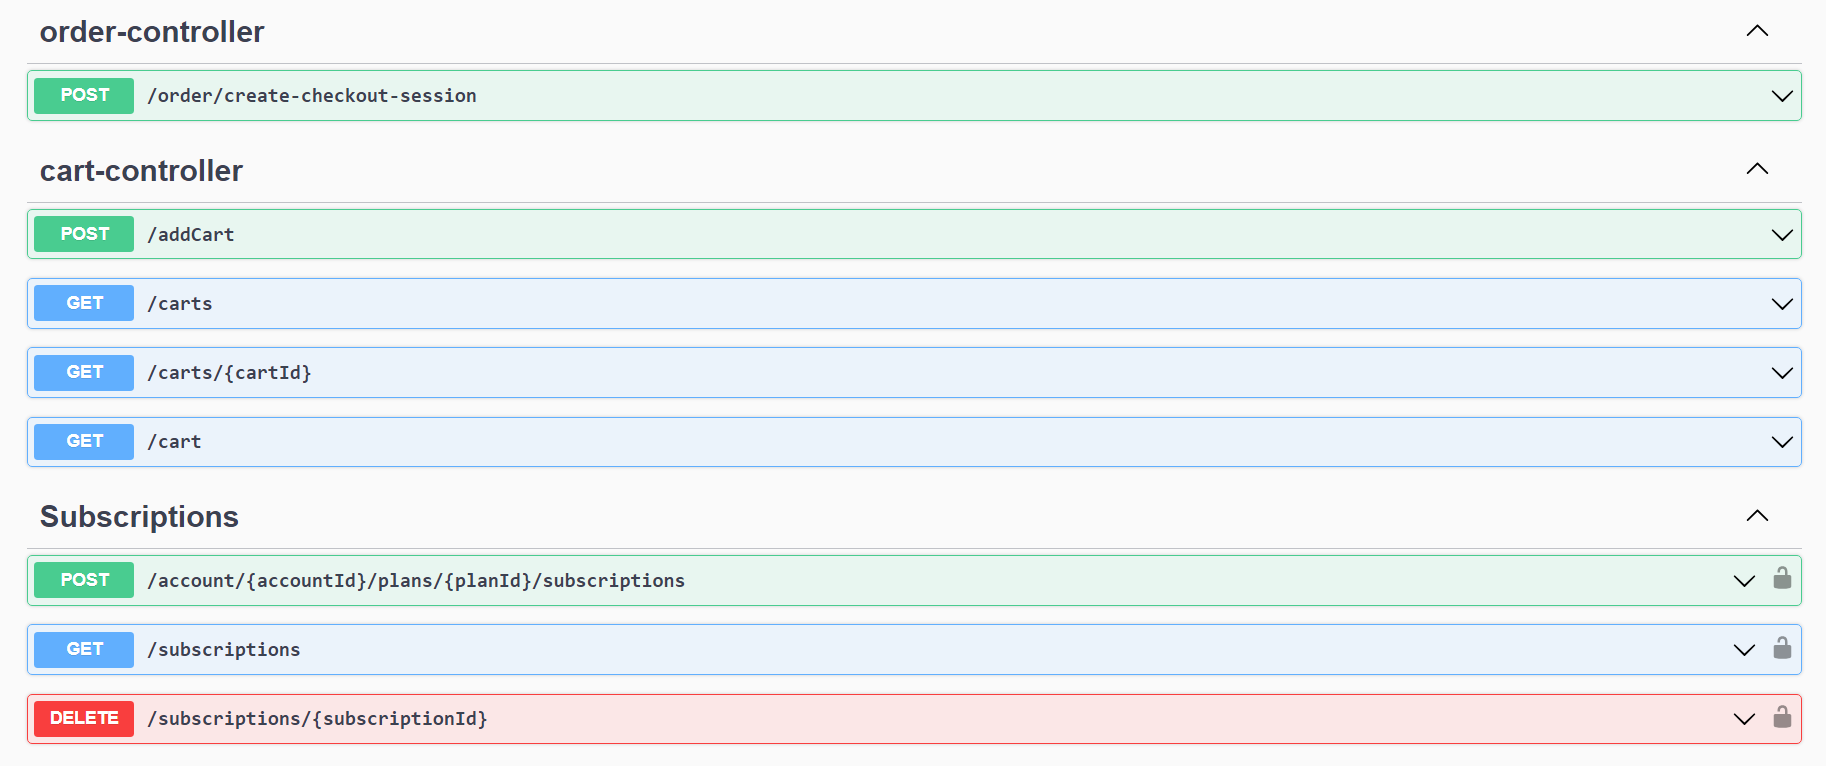 order-controller
POST /order/create-checkout-session
cart-controller
POST /addCart
GET /carts
GET /carts/{cartId}
GET /cart
Subscriptions
POST /account/{accountId}/plans/{planId}/subscriptions
GET /subscriptions
DELETE /subscriptions/{subscriptionId}